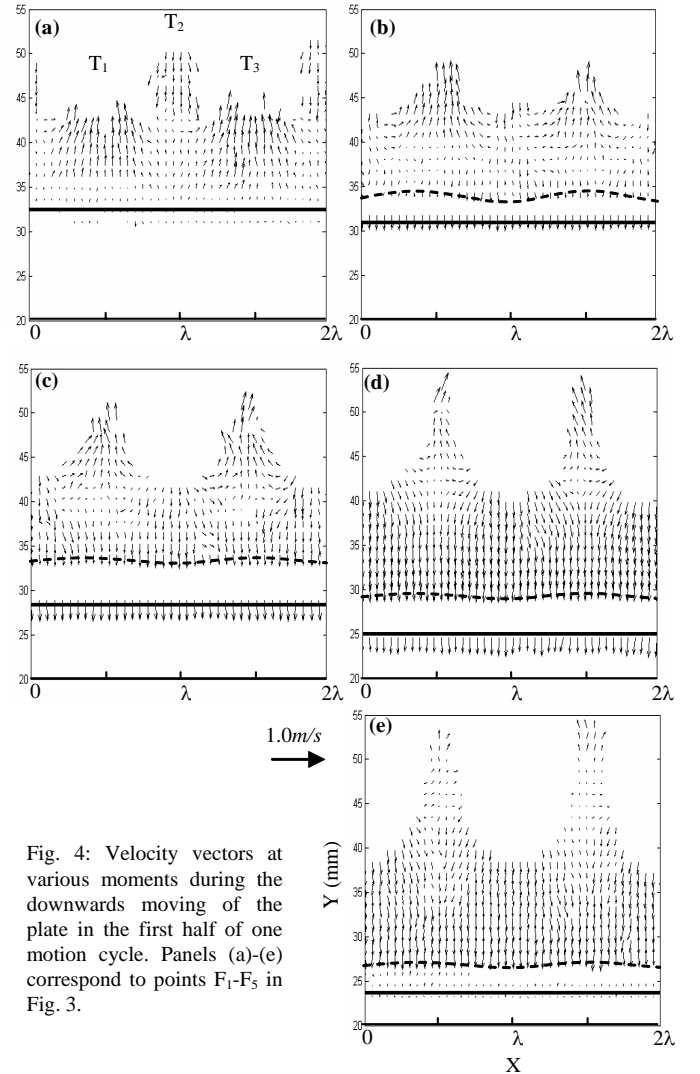 (a)
T₁
T₂
T₃
55
50
45
40
35
30
25
20
0
λ
2λ
(b)
55
50
45
40
35
30
25
20
0
λ
2λ
(c)
55
50
45
40
35
30
25
20
0
λ
2λ
(d)
55
50
45
40
35
30
25
20
0
λ
2λ
1.0m/s
(e)
55
50
45
40
35
30
25
20
Y (mm)
0
λ
2λ
X
Fig. 4: Velocity vectors at
various moments during the
downwards moving of the
plate in the first half of one
motion cycle. Panels (a)-(e)
correspond to points F₁-F₅ in
Fig. 3.